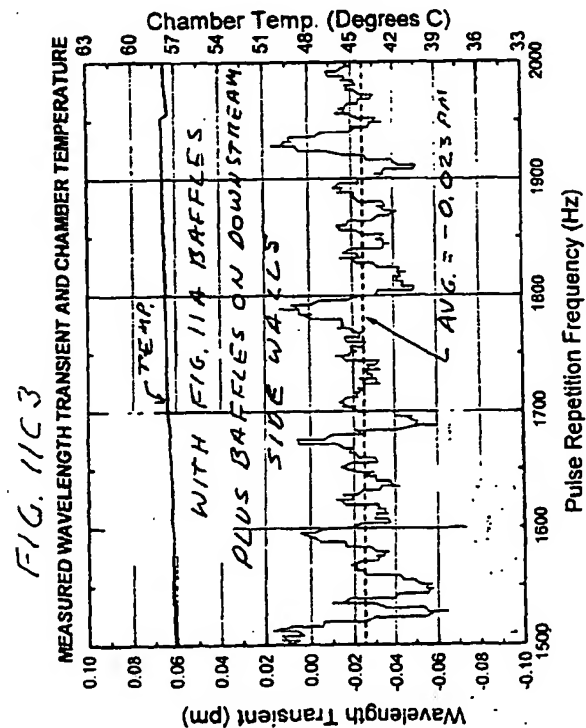 FIG. 11C3
MEASURED WAVELENGTH TRANSIENT AND CHAMBER TEMPERATURE
Chamber Temp. (Degrees C)
63 60 57 54 51 48 45 42 39 36 33
Wavelength Transient (pm)
0.10 0.08 0.06 0.04 0.02 0.00 -0.02 -0.04 -0.06 -0.08 -0.10
TEMP.
WITH FIG. 11A BAFFLES
PLUS BAFFLES ON DOWNSTREAM
SIDE WALLS
AVG. = -0.023 PM
1500 1600 1700 1800 1900 2000
Pulse Repetition Frequency (Hz)